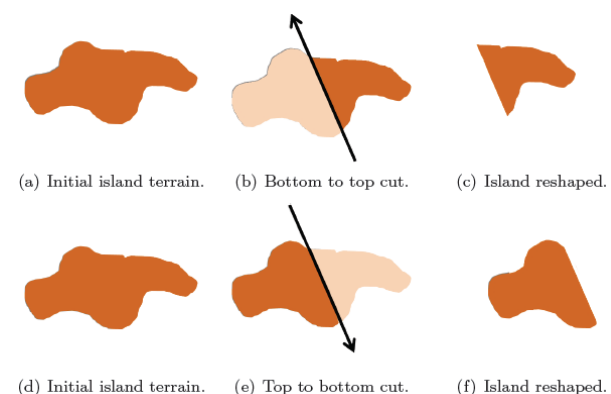 (a) Initial island terrain. (b) Bottom to top cut. (c) Island reshaped.
(d) Initial island terrain. (e) Top to bottom cut. (f) Island reshaped.